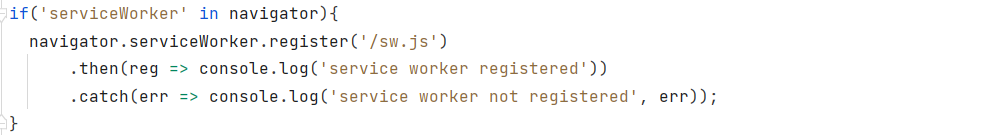 if('serviceWorker' in navigator){
  navigator.serviceWorker.register('/sw.js')
      .then(reg => console.log('service worker registered'))
      .catch(err => console.log('service worker not registered', err));
}